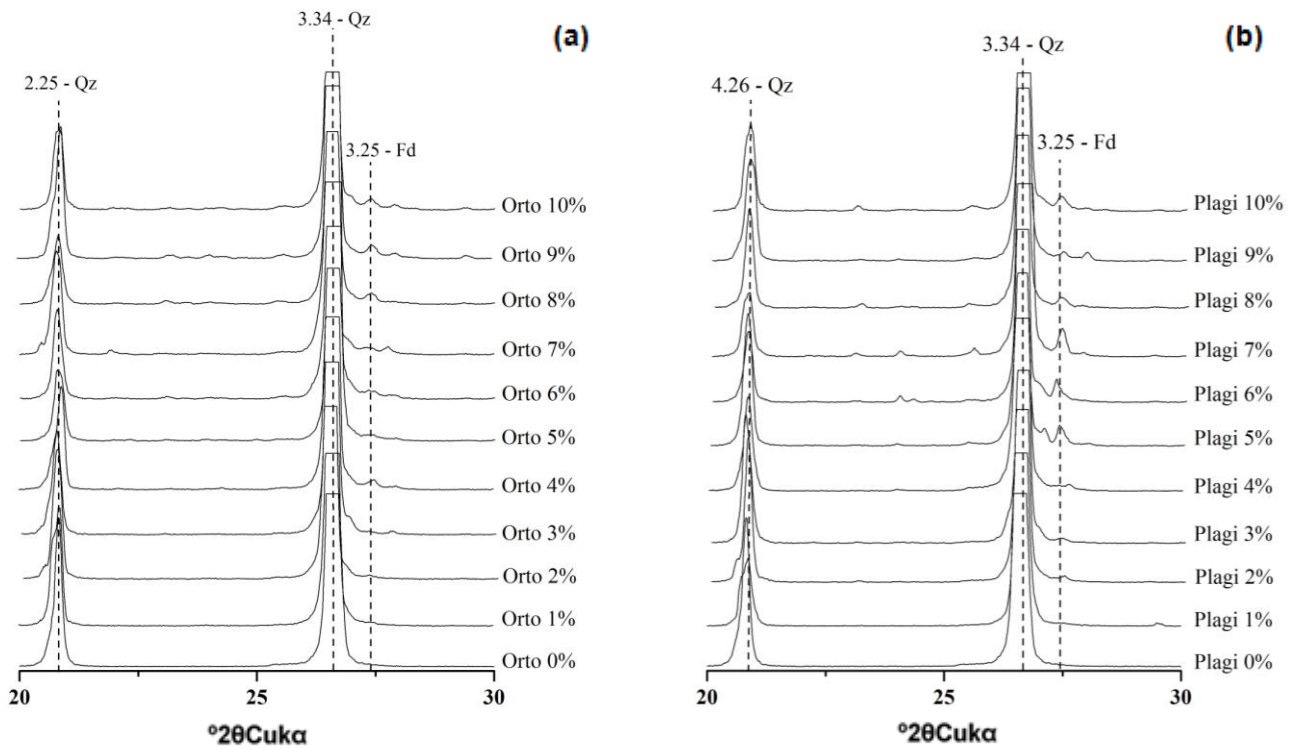 (a)
3.34 - Qz
2.25 - Qz
3.25 - Fd
Orto 10%
Orto 9%
Orto 8%
Orto 7%
Orto 6%
Orto 5%
Orto 4%
Orto 3%
Orto 2%
Orto 1%
Orto 0%
20
25
30
º2θCukα
(b)
3.34 - Qz
4.26 - Qz
3.25 - Fd
Plagi 10%
Plagi 9%
Plagi 8%
Plagi 7%
Plagi 6%
Plagi 5%
Plagi 4%
Plagi 3%
Plagi 2%
Plagi 1%
Plagi 0%
20
25
30
º2θCukα